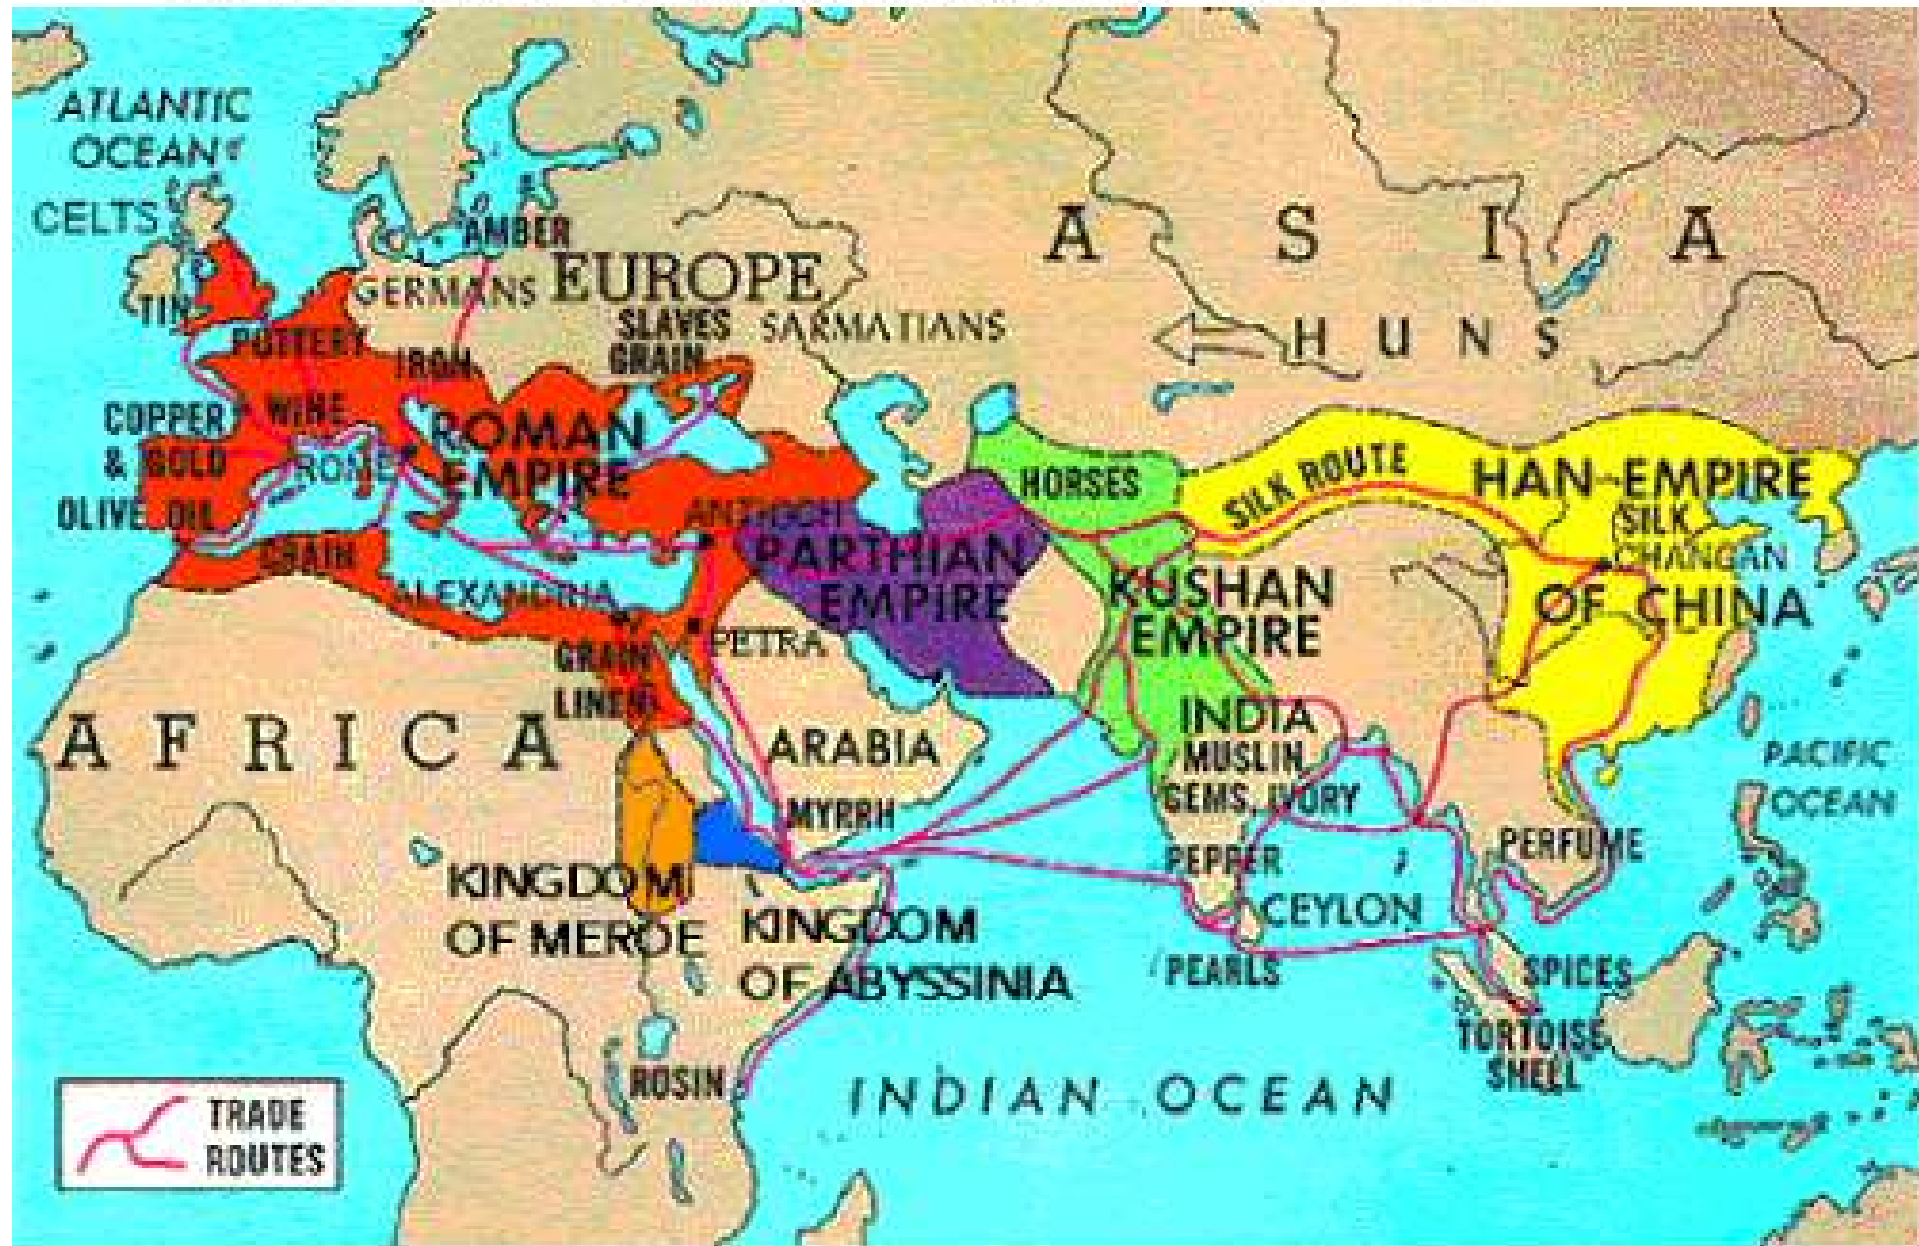 ATLANTIC
OCEAN
CELTS
TIN
AMBER
GERMANS
EUROPE
SLAVES
GRAIN
SARMATIANS
A S I A
HUNS
POTTERY
IRON
COPPER
& GOLD
WINE
ROME
OLIVE OIL
ROMAN
EMPIRE
GRAIN
ANTIOCH
ALEXANDRIA
PETRA
GRAIN
LINEN
PARTHIAN
EMPIRE
HORSES
SILK ROUTE
HAN-EMPIRE
SILK
CHANGAN
OF CHINA
KUSHAN
EMPIRE
AFRICA
ARABIA
MYRRH
INDIA
MUSLIN
GEMS, IVORY
PEPPER
CEYLON
PEARLS
PERFUME
PACIFIC
OCEAN
SPICES
TORTOISE
SHELL
KINGDOM
OF MEROE
KINGDOM
OF ABYSSINIA
ROSIN
INDIAN OCEAN
TRADE
ROUTES